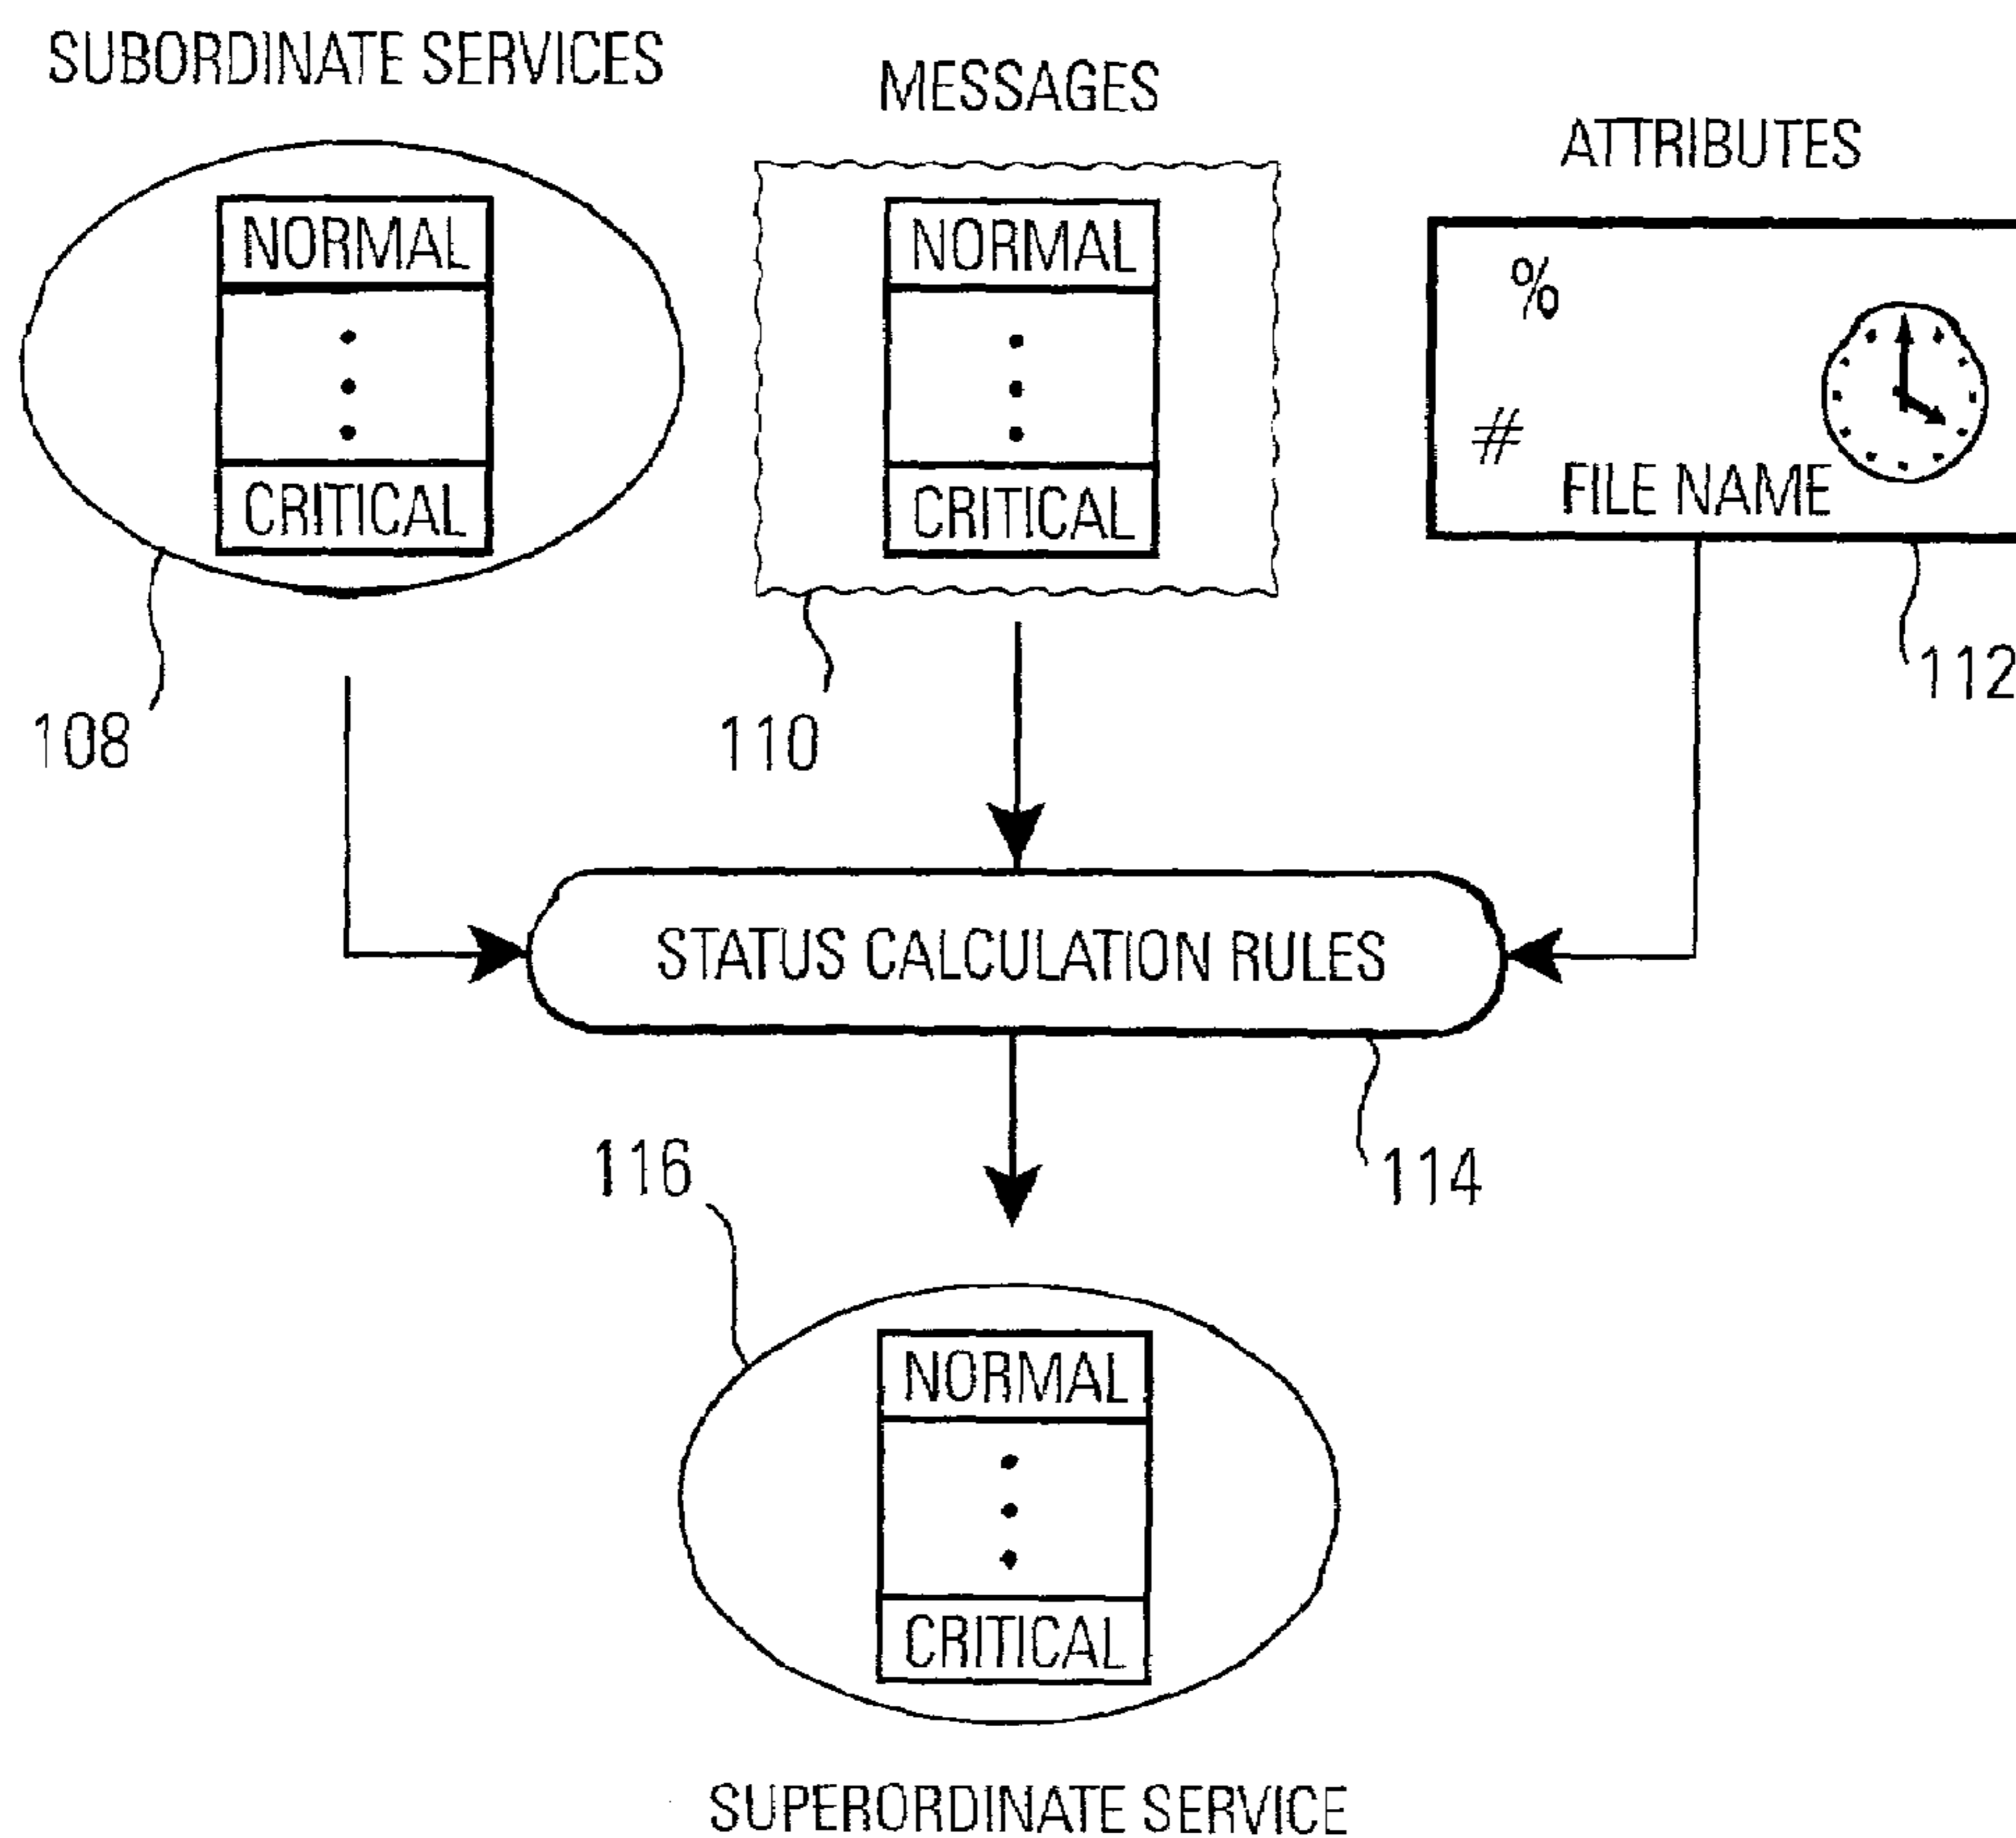 SUBORDINATE SERVICES
MESSAGES
ATTRIBUTES
NORMAL
CRITICAL
NORMAL
CRITICAL
%
#
FILE NAME
108
110
112
STATUS CALCULATION RULES
114
116
NORMAL
CRITICAL
SUPERORDINATE SERVICE